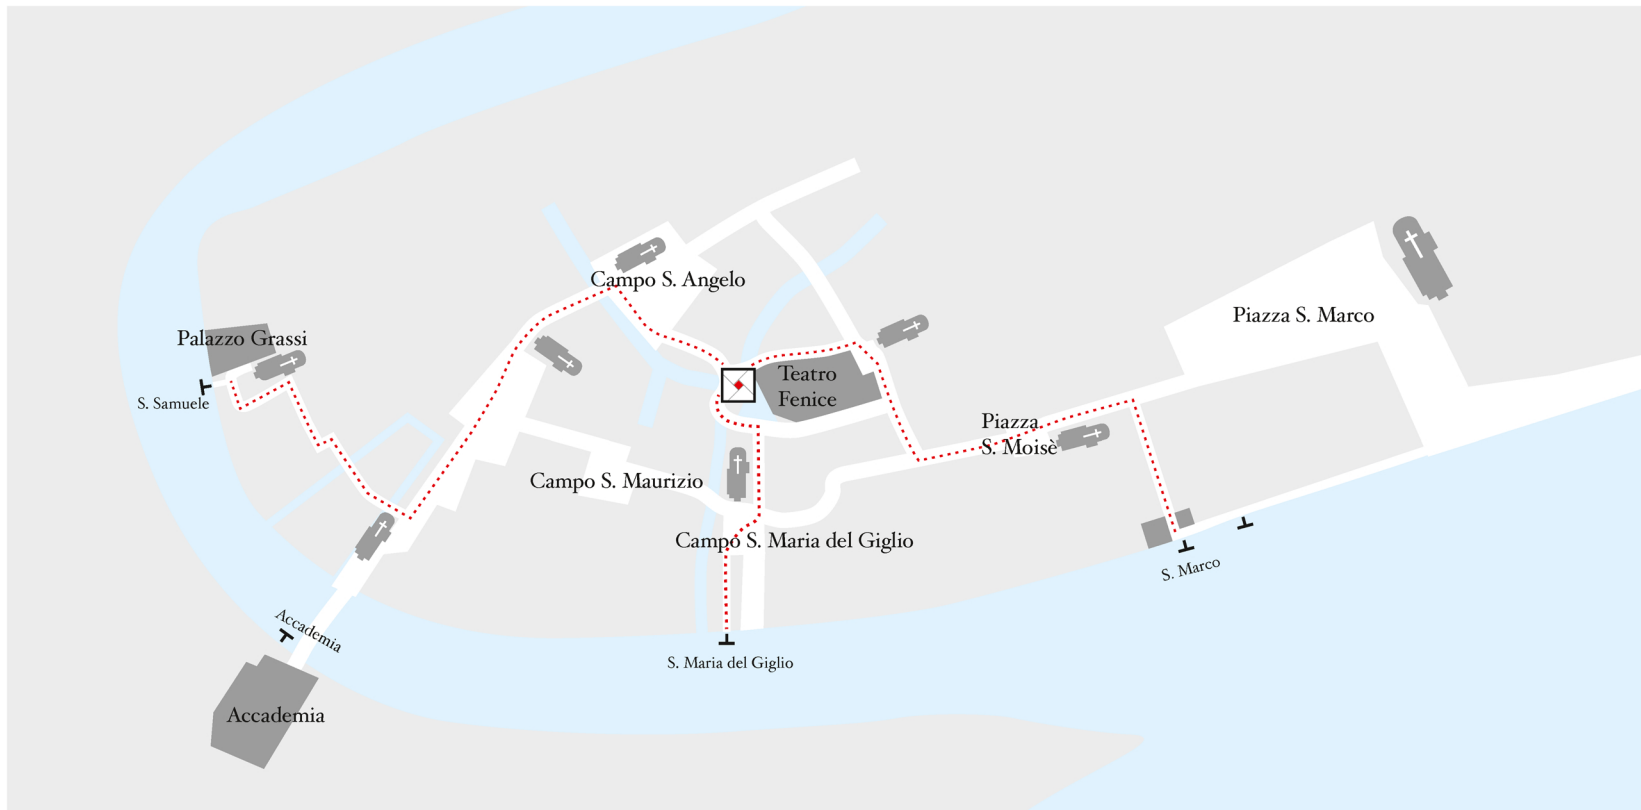 Campo S. Angelo
Piazza S. Marco
Palazzo Grassi
Teatro
Fenice
S. Samuele
Piazza
S. Moisè
Campo S. Maurizio
Campo S. Maria del Giglio
S. Marco
Accademia
S. Maria del Giglio
Accademia